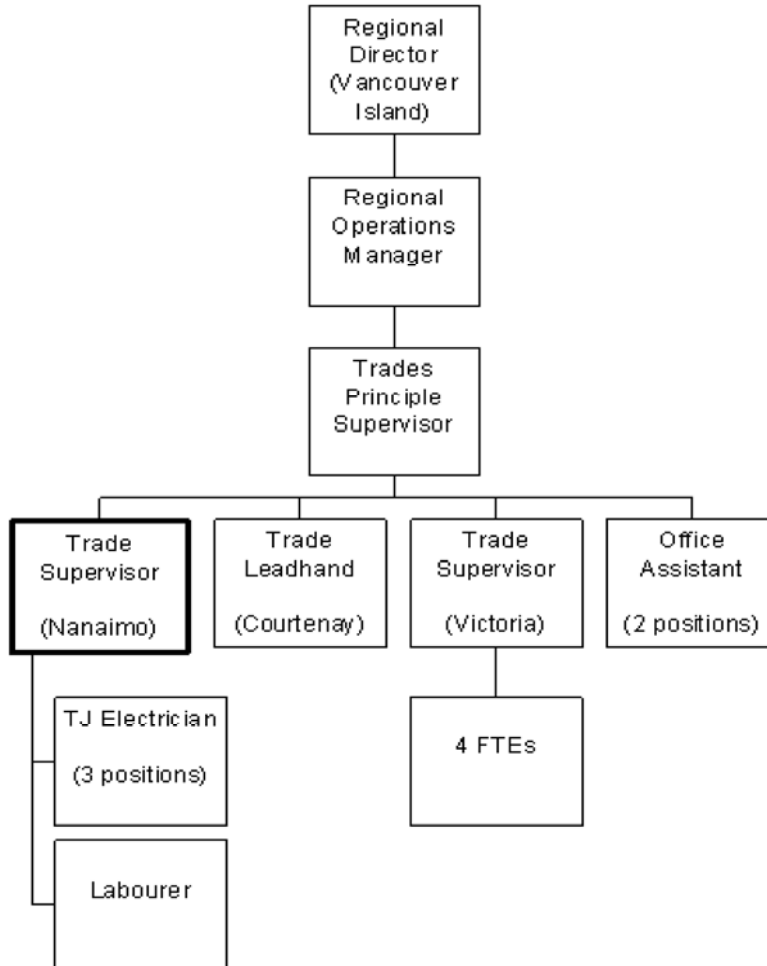 Regional
Director
(Vancouver
Island)
Regional
Operations
Manager
Trades
Principle
Supervisor
Trade
Supervisor
(Nanaimo)
Trade
Leadhand
(Courtenay)
Trade
Supervisor
(Victoria)
Office
Assistant
(2 positions)
TJ Electrician
(3 positions)
4 FTEs
Labourer